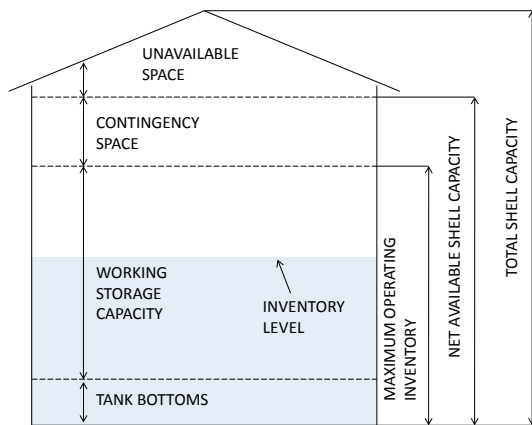 UNAVAILABLE
SPACE
CONTINGENCY
SPACE
WORKING
STORAGE
CAPACITY
INVENTORY
LEVEL
TANK BOTTOMS
MAXIMUM OPERATING
INVENTORY
NET AVAILABLE SHELL CAPACITY
TOTAL SHELL CAPACITY